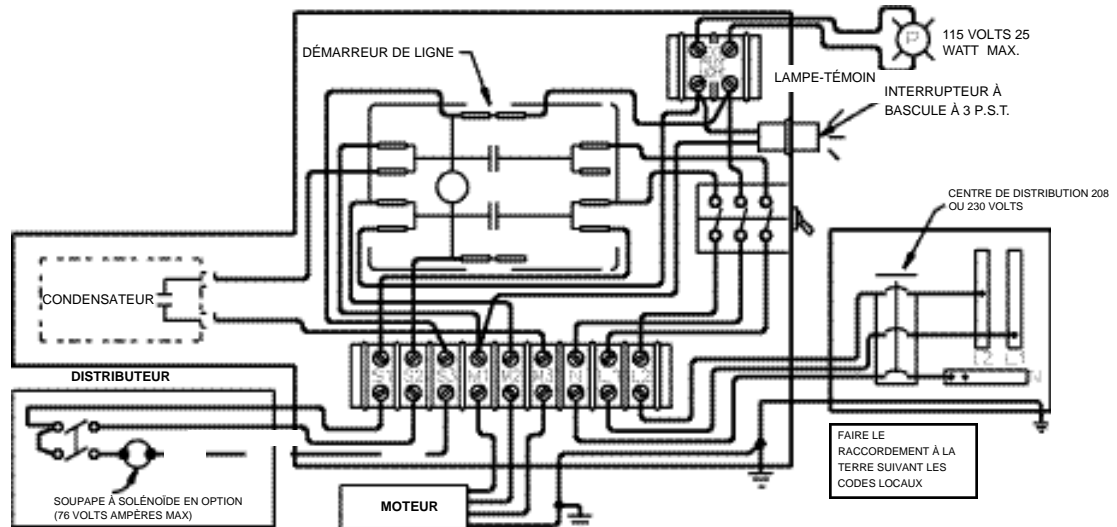 DÉMARREUR DE LIGNE
115 VOLTS 25
WATT MAX.
LAMPE-TÉMOIN
INTERRUPTEUR À
BASCULE À 3 P.S.T.
CENTRE DE DISTRIBUTION 208
OU 230 VOLTS
CONDENSATEUR
L2 L1
N
S1 S2 S3 M1 M2 M3 N L1 L2
DISTRIBUTEUR
FAIRE LE
RACCORDEMENT À LA
TERRE SUIVANT LES
CODES LOCAUX
SOUPAPE À SOLÉNOÏDE EN OPTION
(76 VOLTS AMPÈRES MAX)
MOTEUR